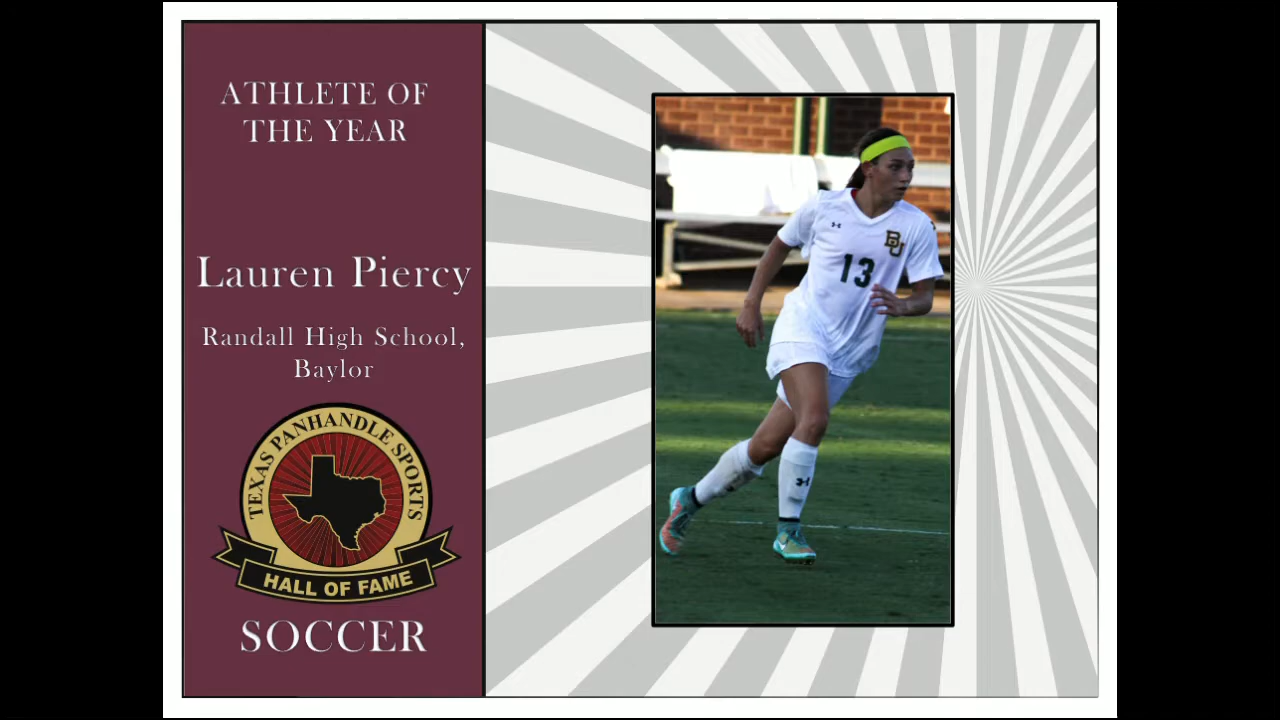 ATHLETE OF
THE YEAR
Lauren Piercy
Randall High School,
Baylor
TEXAS PANHANDLE SPORTS
HALL OF FAME
SOCCER
BU
13